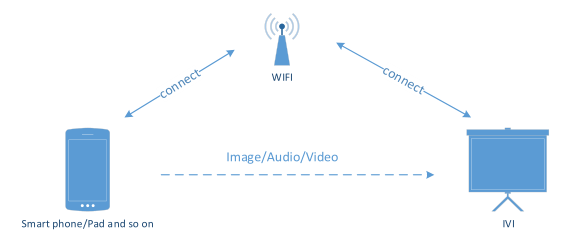 WIFI
connect
connect
Image/Audio/Video
Smart phone/Pad and so on
IVI